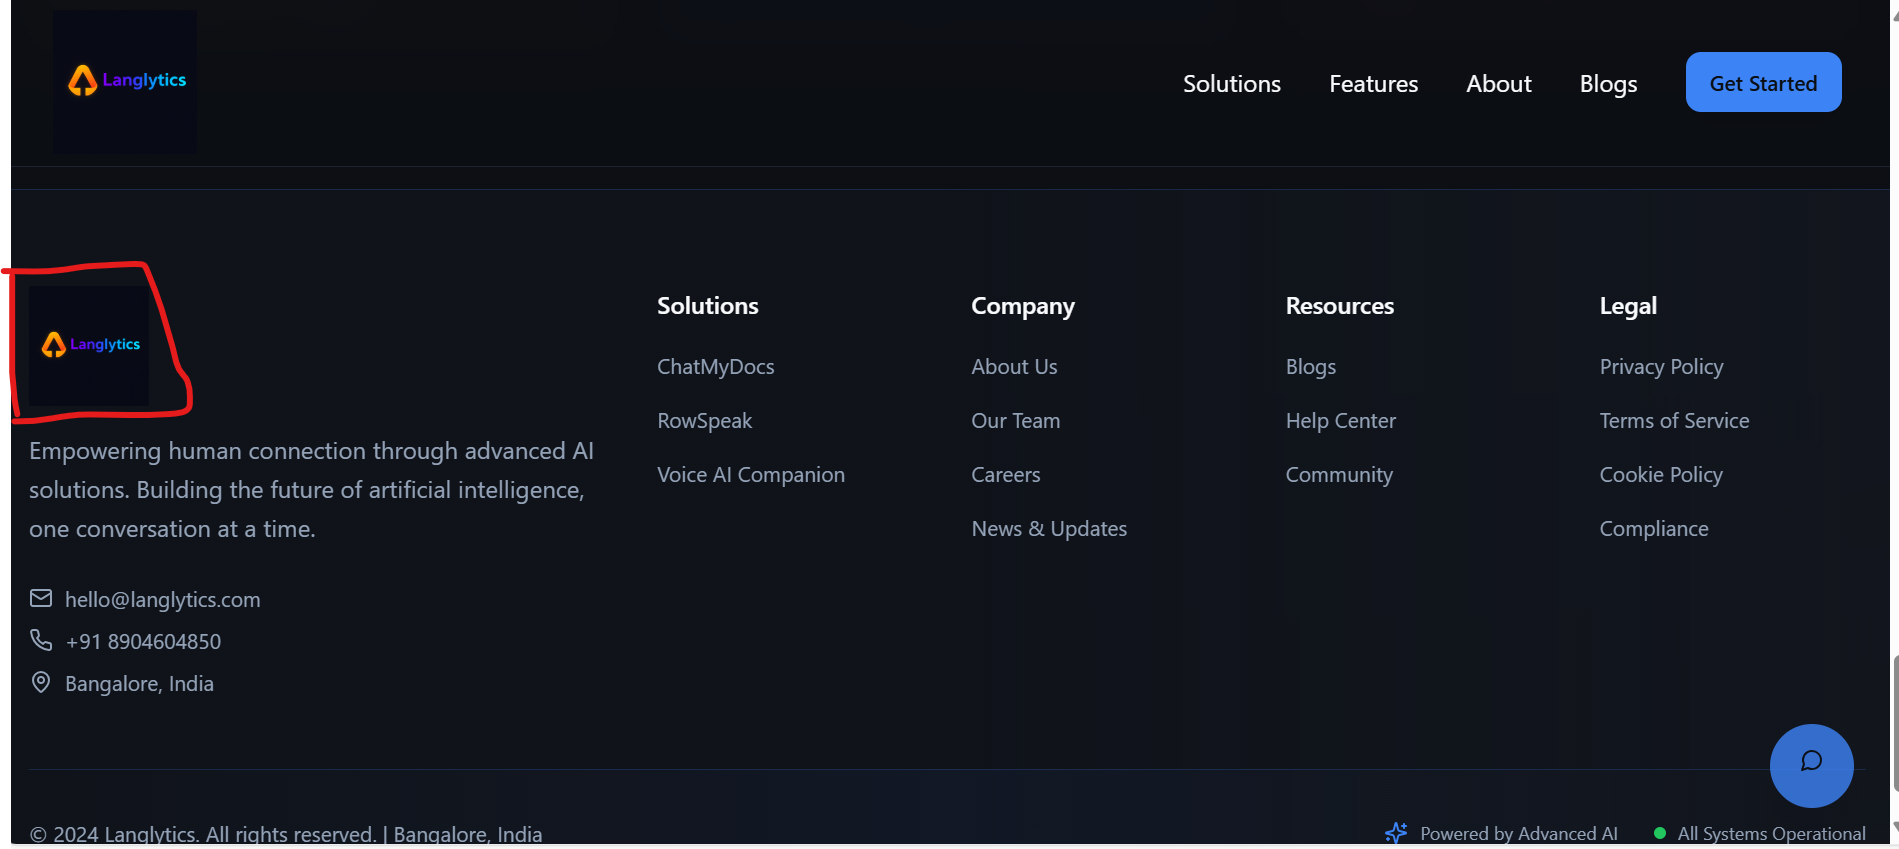 Langlytics
Solutions Features About Blogs Get Started
Langlytics
Empowering human connection through advanced AI
solutions. Building the future of artificial intelligence,
one conversation at a time.
hello@langlytics.com
+91 8904604850
Bangalore, India
Solutions
ChatMyDocs
RowSpeak
Voice AI Companion
Company
About Us
Our Team
Careers
News & Updates
Resources
Blogs
Help Center
Community
Legal
Privacy Policy
Terms of Service
Cookie Policy
Compliance
© 2024 Langlytics. All rights reserved. | Bangalore, India
Powered by Advanced AI
All Systems Operational